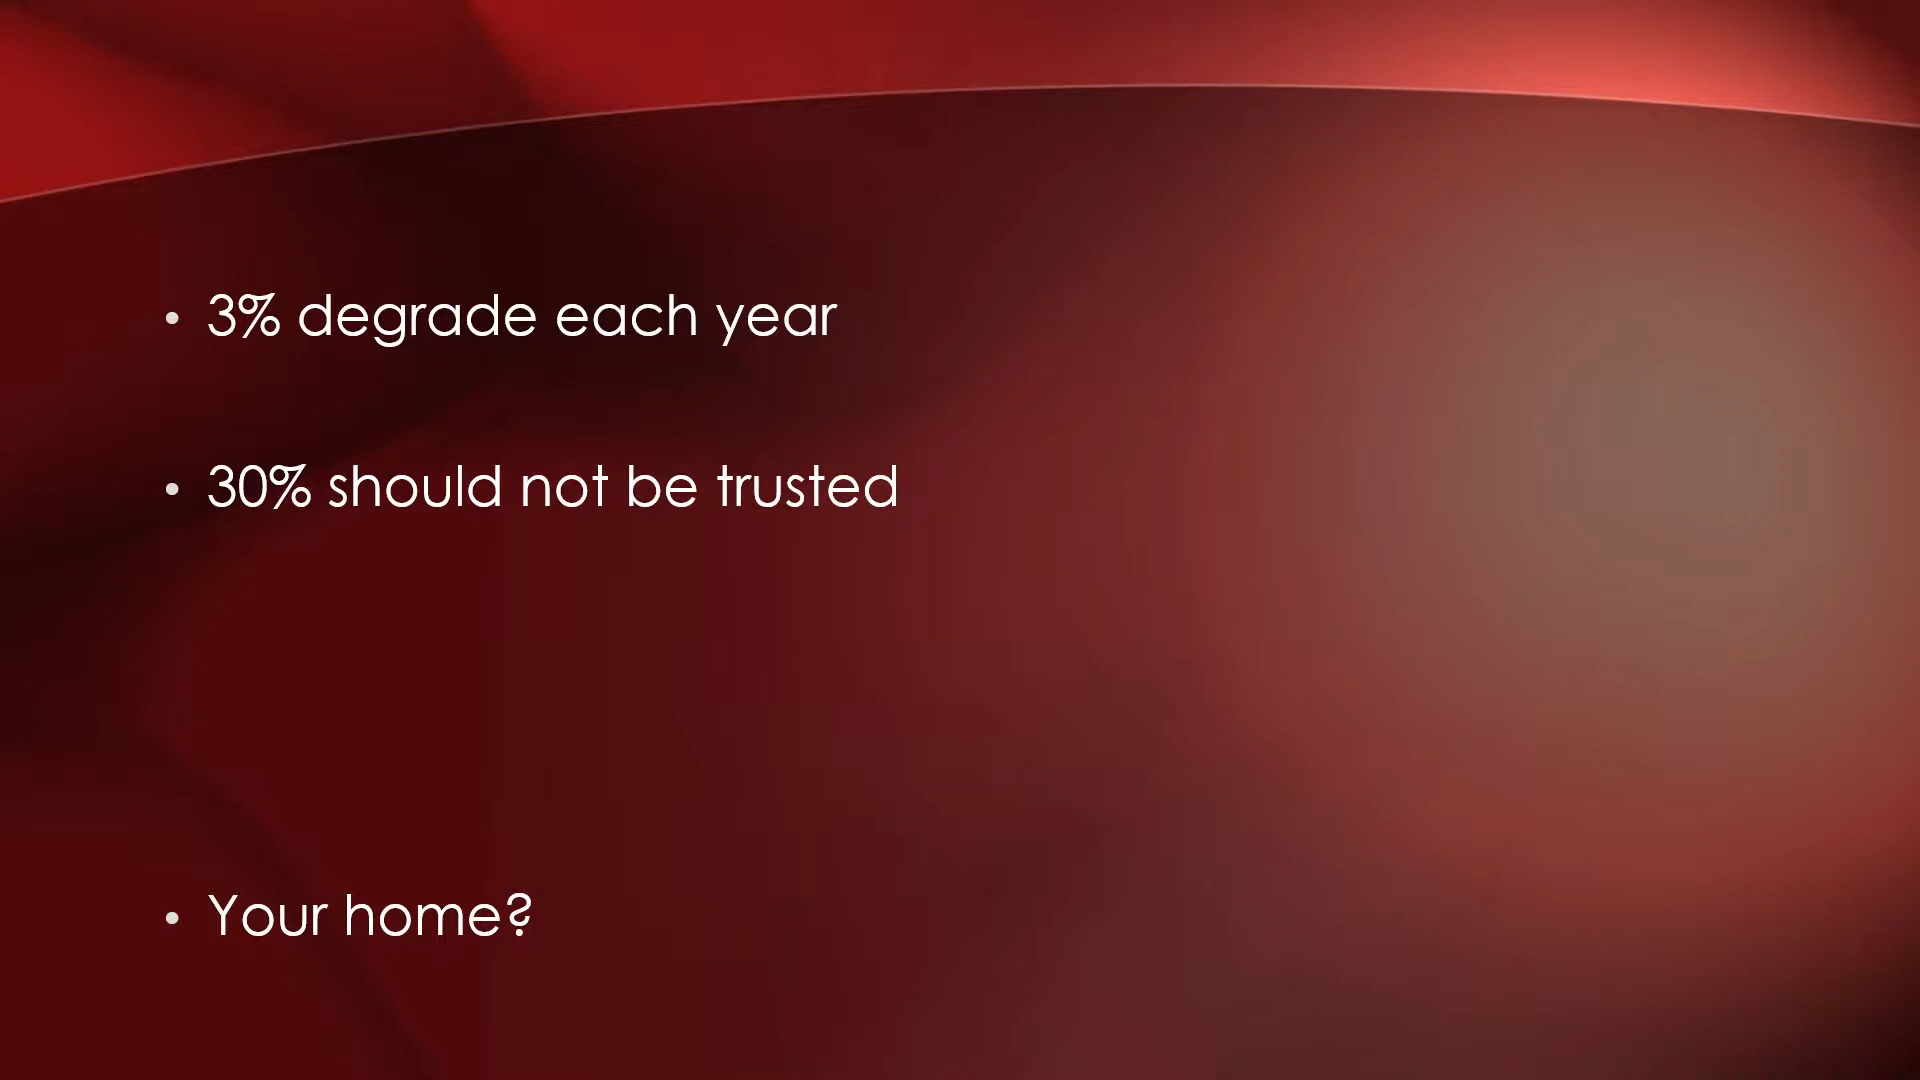 • 3% degrade each year
• 30% should not be trusted
• Your home?